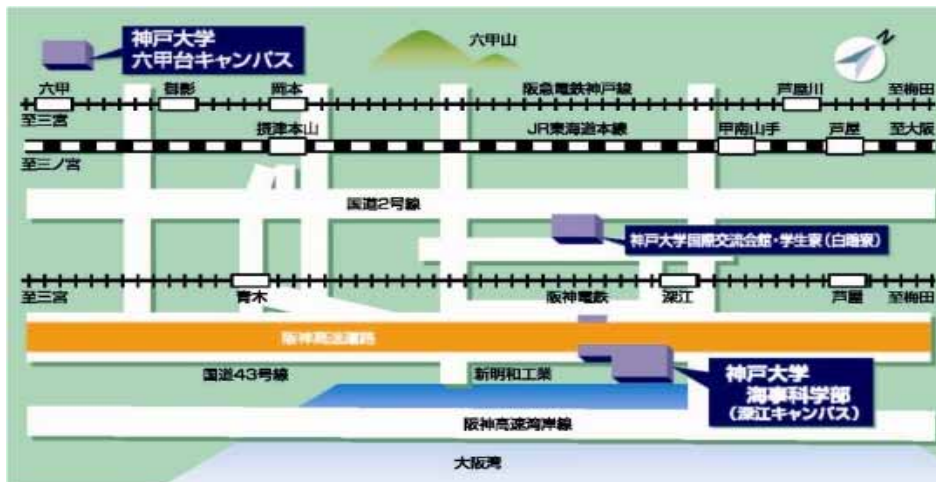 神戸大学
六甲台キャンパス
六甲山
N
六甲
御影
岡本
阪急電鉄神戸線
芦屋川
至梅田
至三宮
摂津本山
JR東海道本線
甲南山手
芦屋
至大阪
至三ノ宮
国道2号線
神戸大学国際交流会館・学生寮(白鴎寮)
至三宮
青木
阪神電鉄
深江
芦屋
至梅田
阪神高速道路
国道43号線
新明和工業
神戸大学
海事科学部
(深江キャンパス)
阪神高速湾岸線
大阪湾